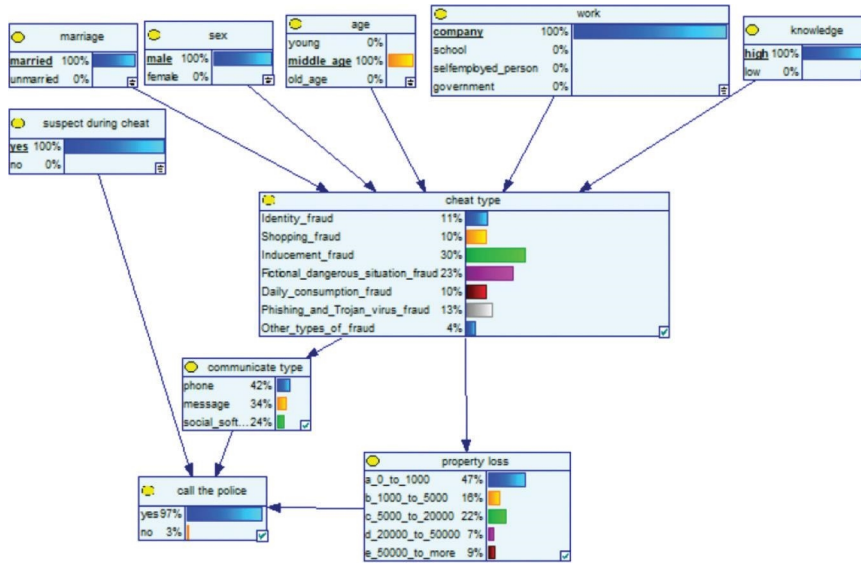 marriage
married 100%
unmarried 0%
sex
male 100%
female 0%
age
young 0%
middle_age 100%
old_age 0%
work
company 100%
school 0%
selfemployed_person 0%
government 0%
knowledge
high 100%
low 0%
suspect during cheat
yes 100%
no 0%
cheat type
Identity_fraud 11%
Shopping_fraud 10%
Inducement_fraud 30%
Fictional_dangerous_situation_fraud 23%
Daily_consumption_fraud 10%
Phishing_and_Trojan_virus_fraud 13%
Other_types_of_fraud 4%
communicate type
phone 42%
message 34%
social_soft... 24%
property loss
a_0_to_1000 47%
b_1000_to_5000 16%
c_5000_to_20000 22%
d_20000_to_50000 7%
e_50000_to_more 9%
call the police
yes 97%
no 3%